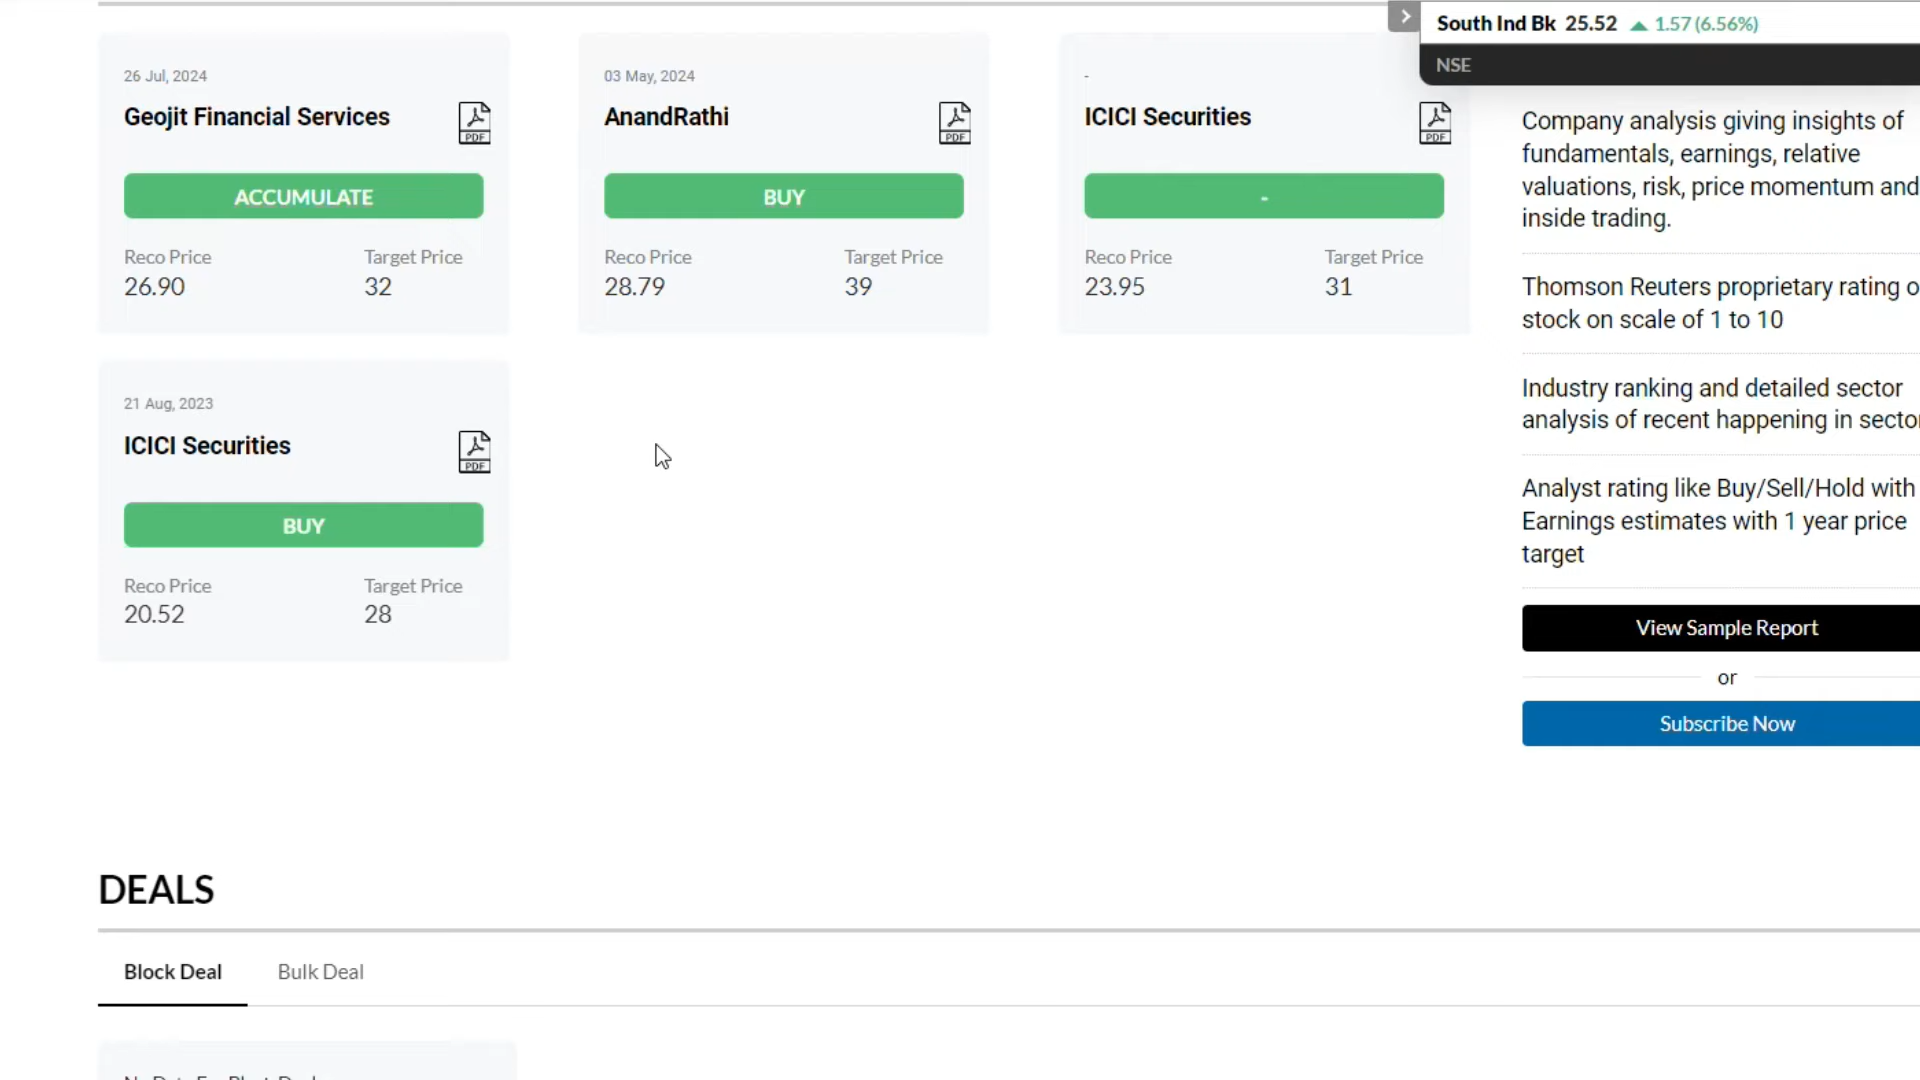 South Ind Bk 25.52 ▲ 1.57 (6.56%)
NSE
26 Jul, 2024
Geojit Financial Services
PDF
ACCUMULATE
Reco Price
Target Price
26.90
32
03 May, 2024
AnandRathi
PDF
BUY
Reco Price
Target Price
28.79
39
-
ICICI Securities
PDF
-
Reco Price
Target Price
23.95
31
21 Aug, 2023
ICICI Securities
PDF
BUY
Reco Price
Target Price
20.52
28
Company analysis giving insights of
fundamentals, earnings, relative
valuations, risk, price momentum and
inside trading.
Thomson Reuters proprietary rating
stock on scale of 1 to 10
Industry ranking and detailed sector
analysis of recent happening in
Analyst rating like Buy/Sell/Hold with
Earnings estimates with 1 year price
target
View Sample Report
or
Subscribe Now
DEALS
Block Deal
Bulk Deal